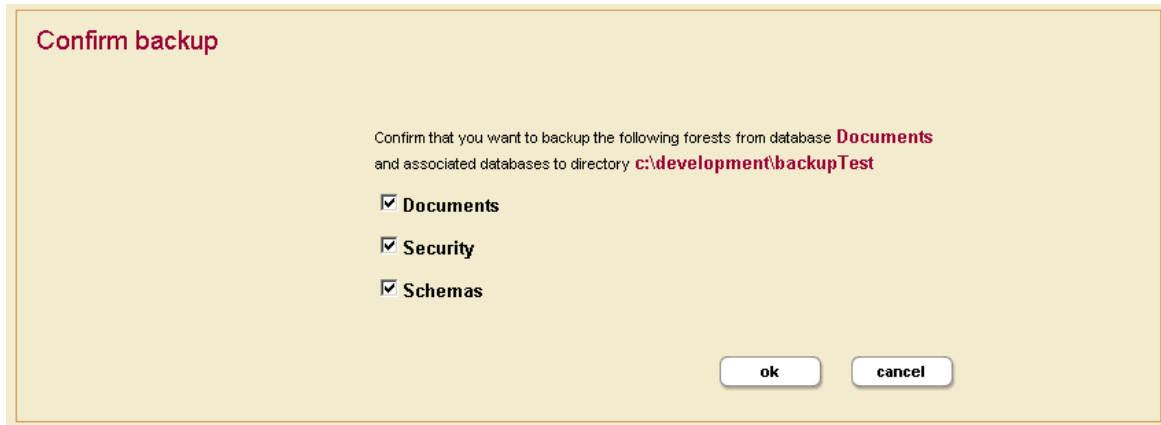 Confirm backup
Confirm that you want to backup the following forests from database Documents
and associated databases to directory c:\development\backupTest
Documents
Security
Schemas
ok cancel